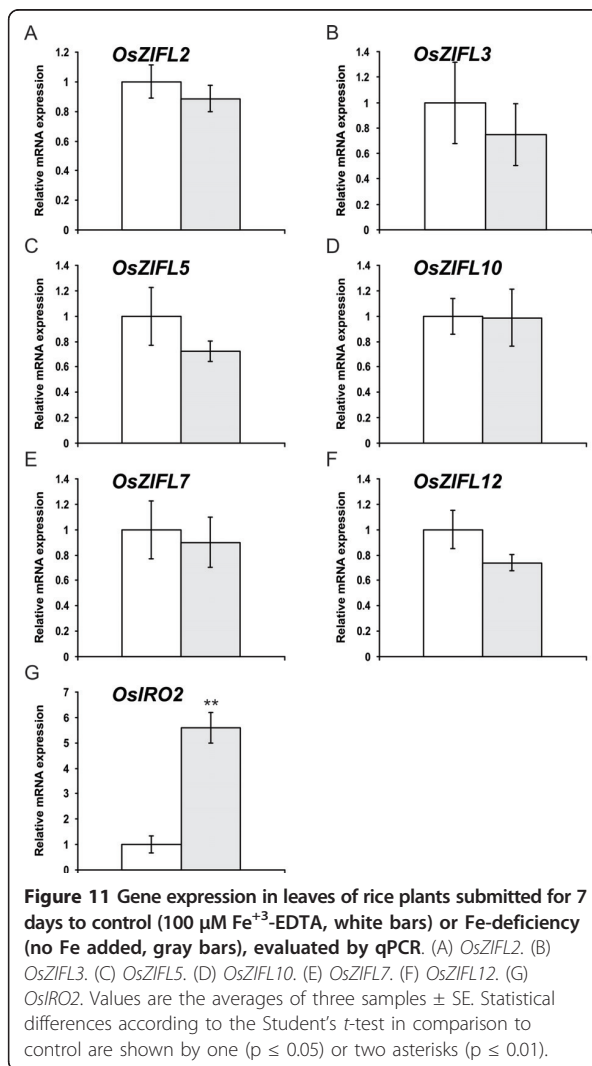 A
OsZIFL2
Relative mRNA expression
1.2
1
0.8
0.6
0.4
0.2
0
B
OsZIFL3
Relative mRNA expression
1.4
1.2
1
0.8
0.6
0.4
0.2
0
C
OsZIFL5
Relative mRNA expression
1.4
1.2
1
0.8
0.6
0.4
0.2
0
D
OsZIFL10
Relative mRNA expression
1.4
1.2
1
0.8
0.6
0.4
0.2
0
E
OsZIFL7
Relative mRNA expression
1.4
1.2
1
0.8
0.6
0.4
0.2
0
F
OsZIFL12
Relative mRNA expression
1.4
1.2
1
0.8
0.6
0.4
0.2
0
G
OsIRO2
Relative mRNA expression
7
6
5
4
3
2
1
0
**
Figure 11 Gene expression in leaves of rice plants submitted for 7
days to control (100 μM Fe⁺³-EDTA, white bars) or Fe-deficiency
(no Fe added, gray bars), evaluated by qPCR. (A) OsZIFL2. (B)
OsZIFL3. (C) OsZIFL5. (D) OsZIFL10. (E) OsZIFL7. (F) OsZIFL12. (G)
OsIRO2. Values are the averages of three samples ± SE. Statistical
differences according to the Student's t-test in comparison to
control are shown by one (p ≤ 0.05) or two asterisks (p ≤ 0.01).